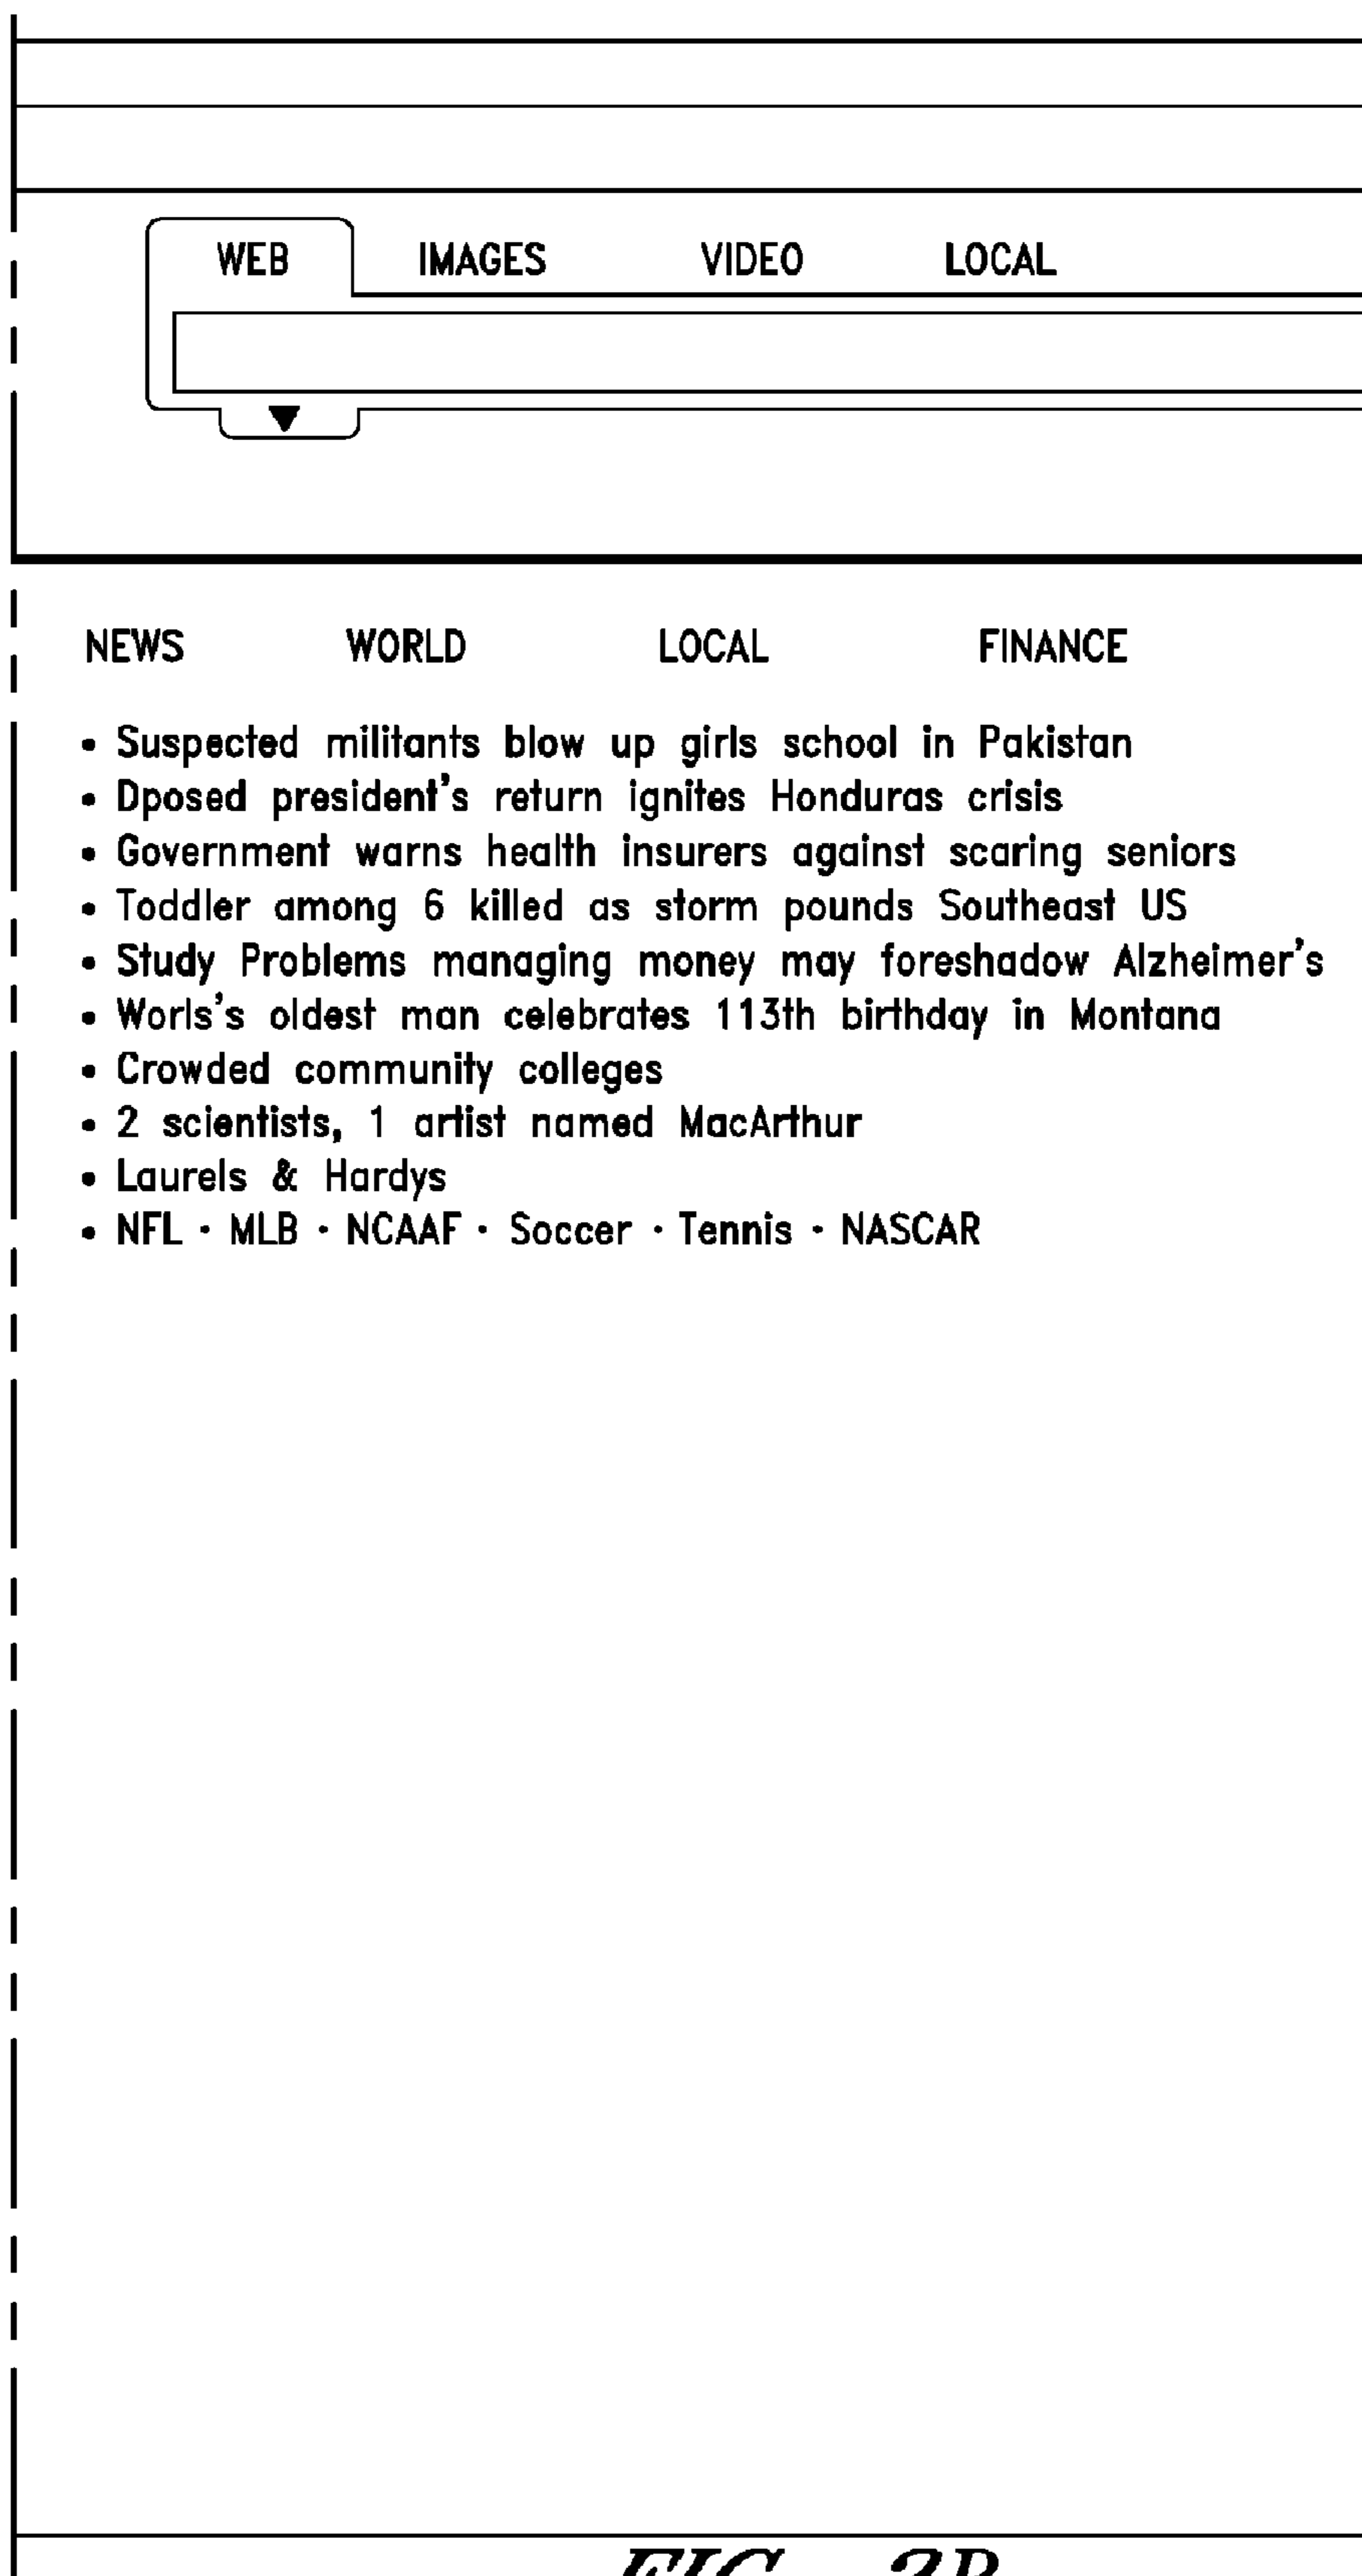 WEB IMAGES VIDEO LOCAL
NEWS WORLD LOCAL FINANCE
• Suspected militants blow up girls school in Pakistan
• Dposed president's return ignites Honduras crisis
• Government warns health insurers against scaring seniors
• Toddler among 6 killed as storm pounds Southeast US
• Study Problems managing money may foreshadow Alzheimer's
• Worls's oldest man celebrates 113th birthday in Montana
• Crowded community colleges
• 2 scientists, 1 artist named MacArthur
• Laurels & Hardys
• NFL · MLB · NCAAF · Soccer · Tennis · NASCAR